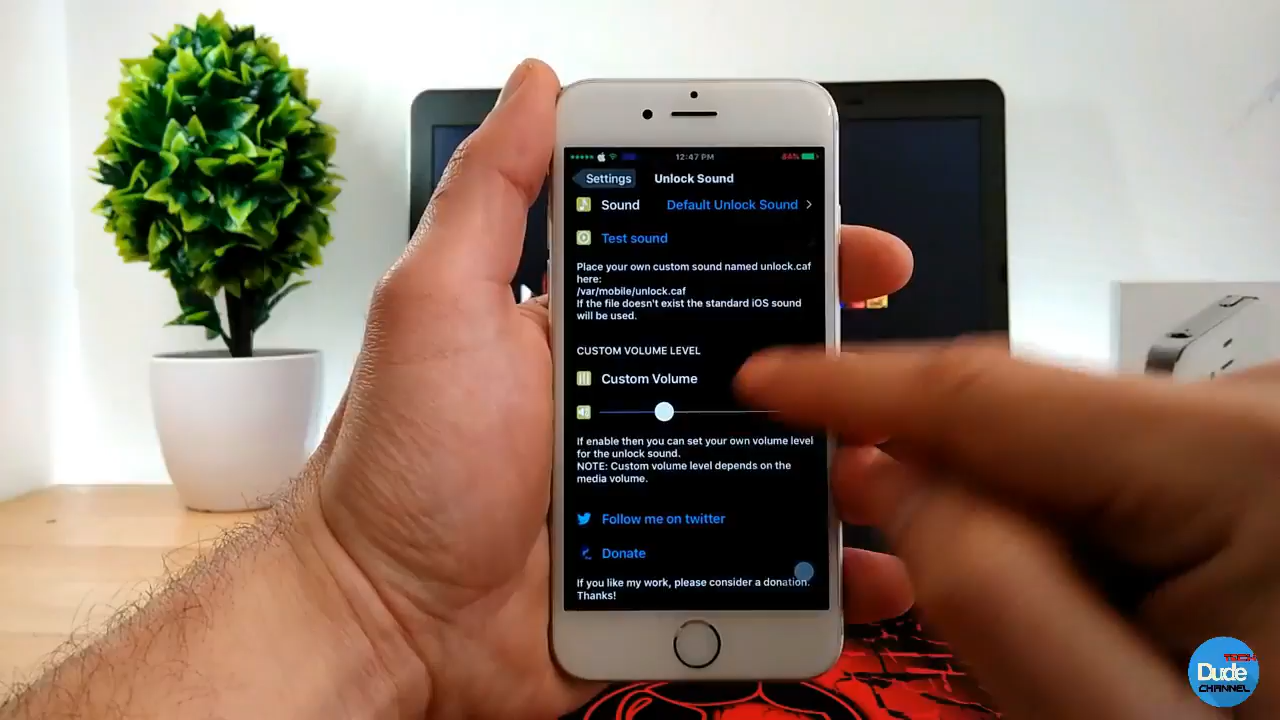 12:47 PM 84%
Settings Unlock Sound
Sound Default Unlock Sound
Test sound
Place your own custom sound named unlock.caf
here:
/var/mobile/unlock.caf
If the file doesn't exist the standard iOS sound
will be used.
CUSTOM VOLUME LEVEL
Custom Volume
If enable then you can set your own volume level
for the unlock sound.
NOTE: Custom volume level depends on the
media volume.
Follow me on twitter
Donate
If you like my work, please consider a donation.
Thanks!
TECH
Dude
CHANNEL